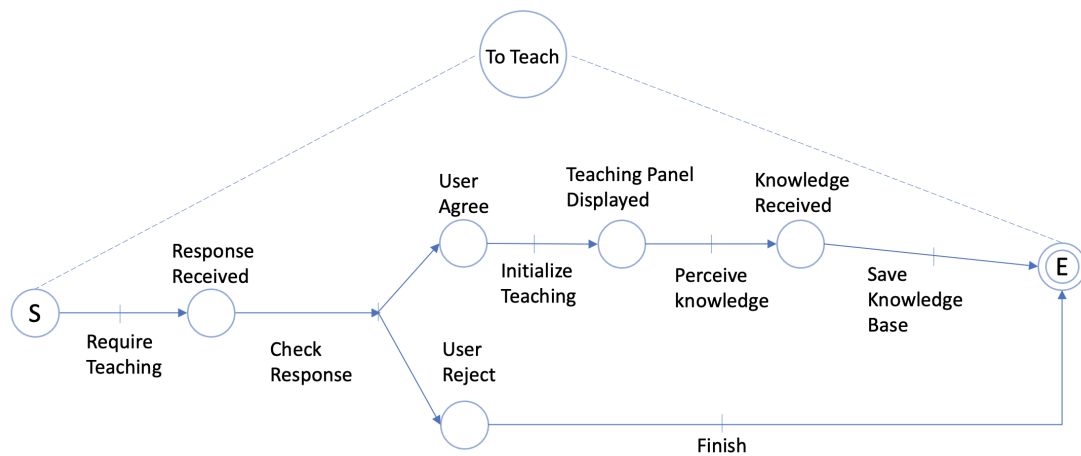 To Teach
S
Require
Teaching
Response
Received
Check
Response
User
Agree
Initialize
Teaching
Teaching Panel
Displayed
Perceive
knowledge
Knowledge
Received
Save
Knowledge
Base
E
User
Reject
Finish